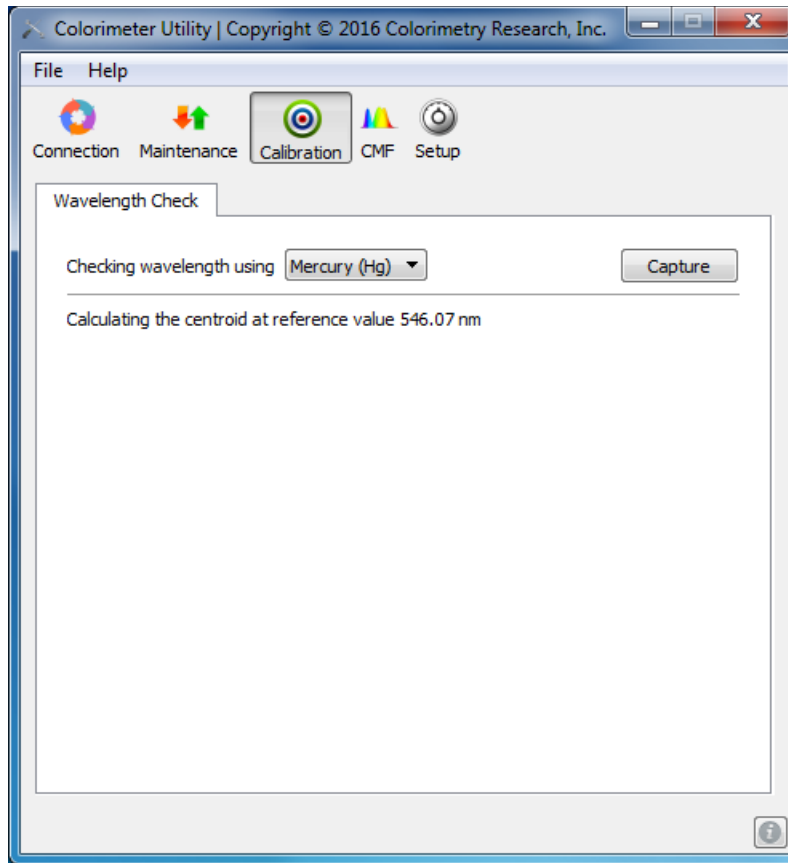 Colorimeter Utility | Copyright © 2016 Colorimetry Research, Inc.
File Help
Connection Maintenance Calibration CMF Setup
Wavelength Check
Checking wavelength using Mercury (Hg) Capture
Calculating the centroid at reference value 546.07 nm